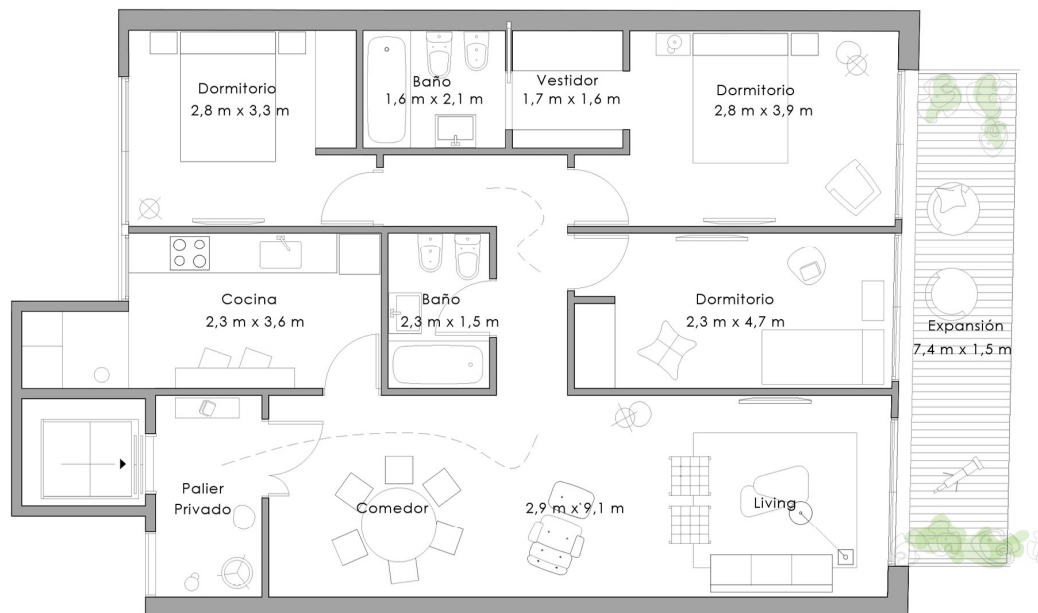 Dormitorio
2,8 m x 3,3 m
Baño
1,6 m x 2,1 m
Vestidor
1,7 m x 1,6 m
Dormitorio
2,8 m x 3,9 m
Cocina
2,3 m x 3,6 m
Baño
2,3 m x 1,5 m
Dormitorio
2,3 m x 4,7 m
Expansión
7,4 m x 1,5 m
Palier
Privado
Comedor
2,9 m x 9,1 m
Living